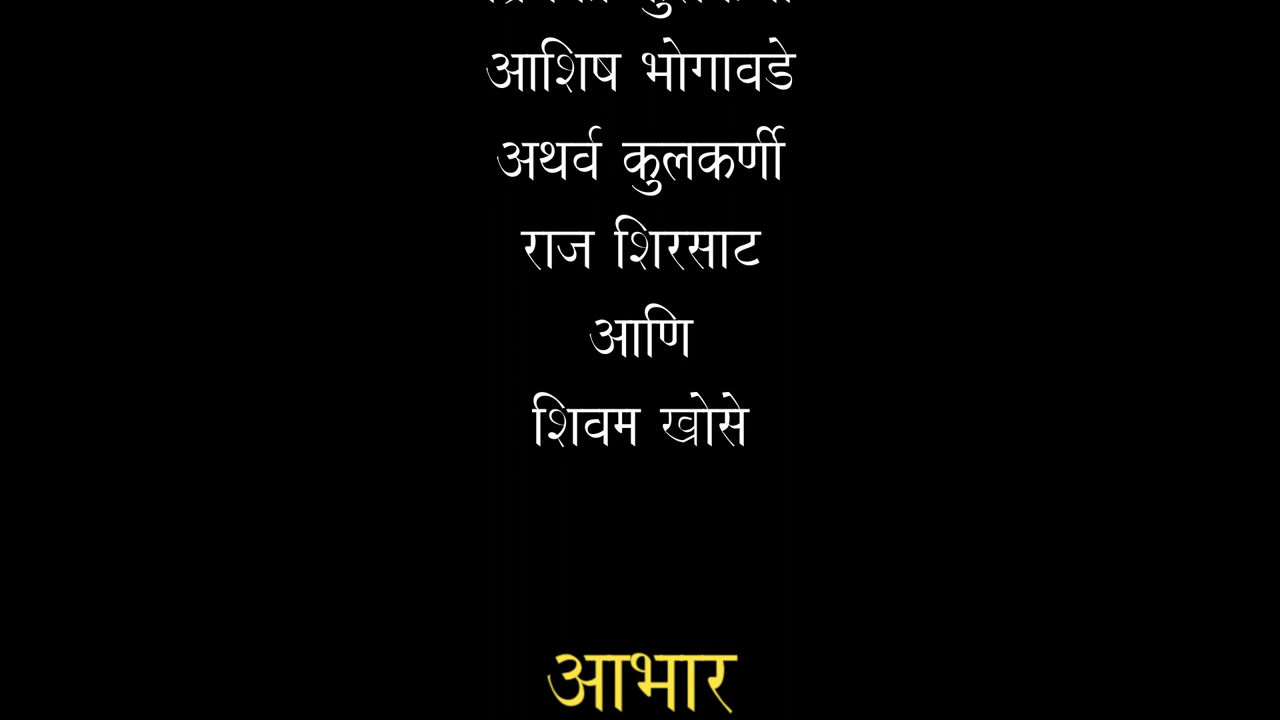 आशिष भोगावडे
अथर्व कुलकर्णी
राज शिरसाट
आणि
शिवम खोसे
आभार